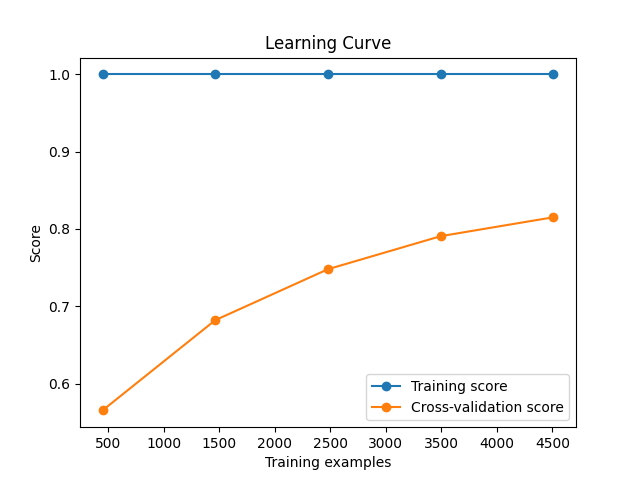 Learning Curve
1.0
0.9
0.8
0.7
0.6
Score
500 1000 1500 2000 2500 3000 3500 4000 4500
Training examples
Training score
Cross-validation score